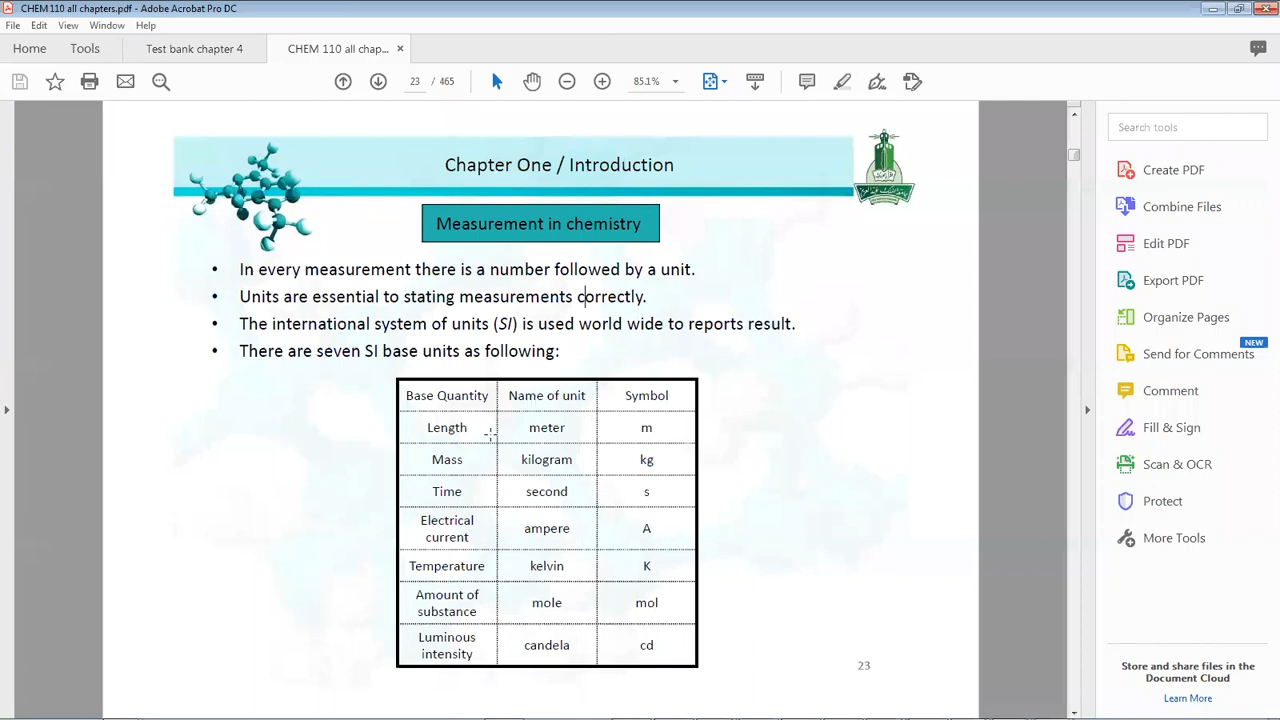 CHEM 110 all chapters.pdf - Adobe Acrobat Pro DC
File Edit View Window Help
Home Tools Test bank chapter 4 CHEM 110 all chap... ×
23 / 465 85.1%
Search tools
Create PDF
Combine Files
Edit PDF
Export PDF
Organize Pages
NEW
Send for Comments
Comment
Fill & Sign
Scan & OCR
Protect
More Tools
Store and share files in the
Document Cloud
Learn More
Chapter One / Introduction
Measurement in chemistry
• In every measurement there is a number followed by a unit.
• Units are essential to stating measurements correctly.
• The international system of units (SI) is used world wide to reports result.
• There are seven SI base units as following:
Base Quantity Name of unit Symbol
Length meter m
Mass kilogram kg
Time second s
Electrical
current ampere A
Temperature kelvin K
Amount of
substance mole mol
Luminous
intensity candela cd
23